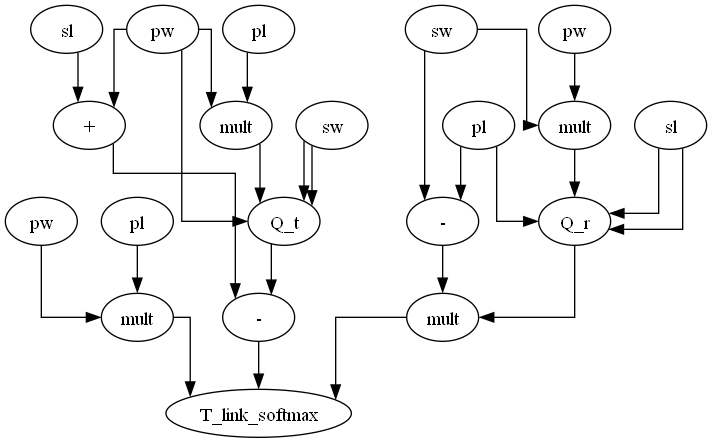 sl
pw
pl
sw
pw
+
mult
sw
pl
mult
sl
pw
pl
Q_t
-
Q_r
mult
-
mult
T_link_softmax